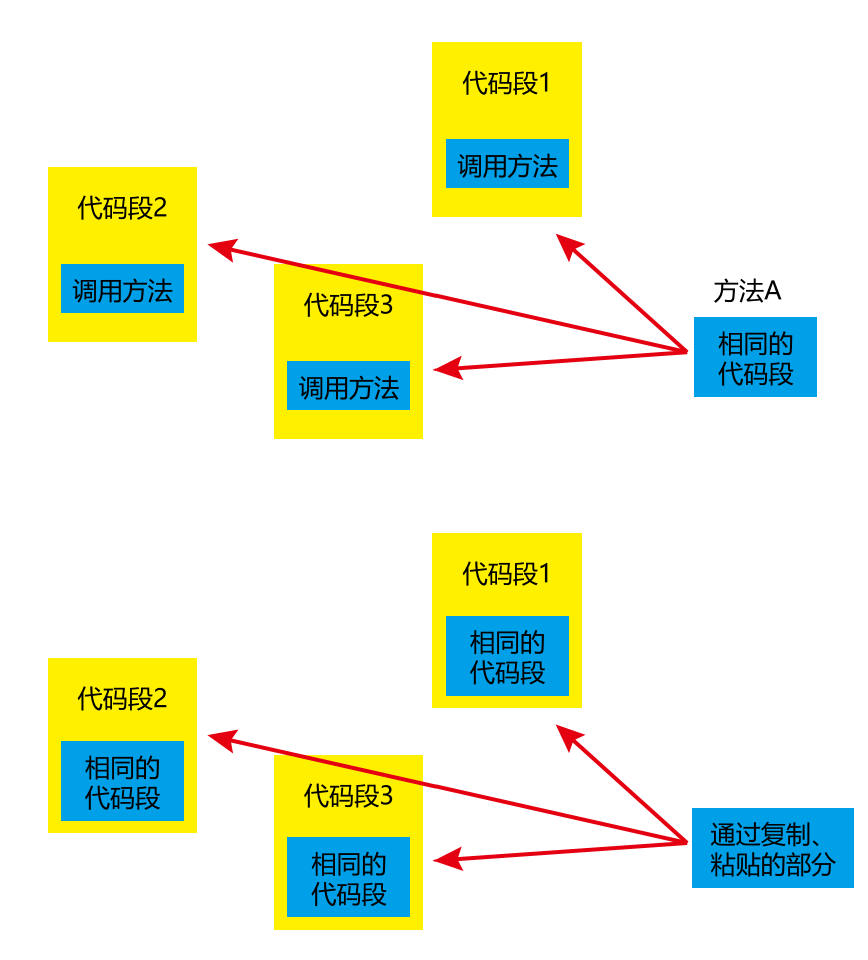 代码段1
调用方法
代码段2
调用方法
代码段3
调用方法
方法A
相同的
代码段
代码段1
相同的
代码段
代码段2
相同的
代码段
代码段3
相同的
代码段
通过复制、
粘贴的部分